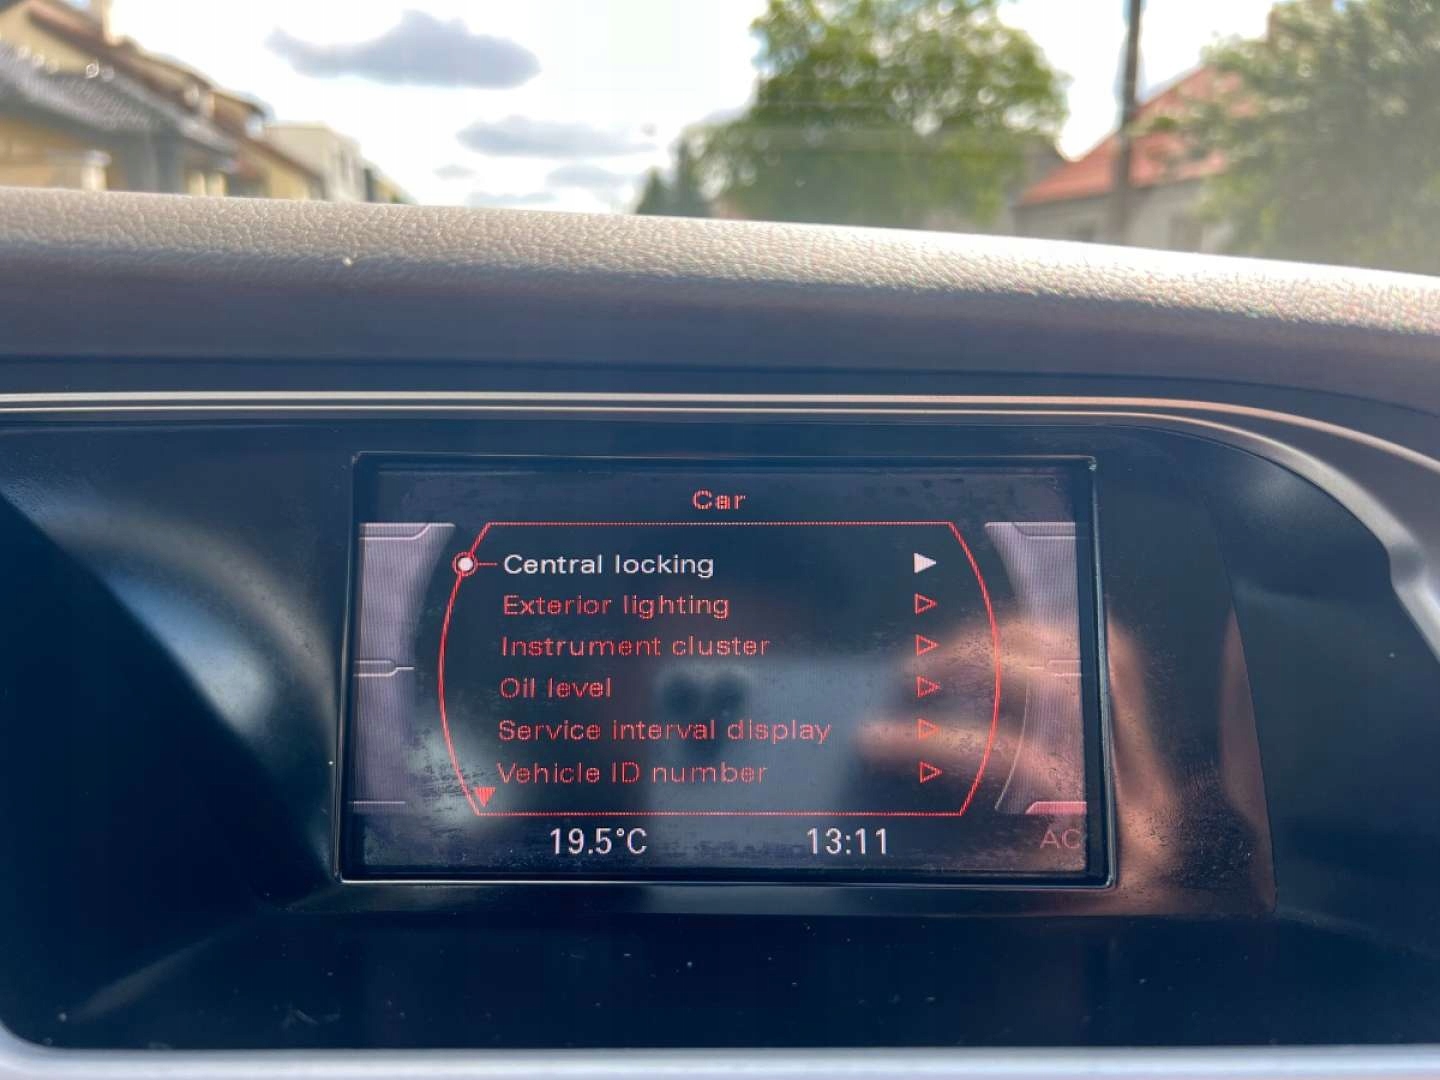 Car
Central locking
Exterior lighting
Instrument cluster
Oil level
Service interval display
Vehicle ID number
19.5°C 13:11
AC